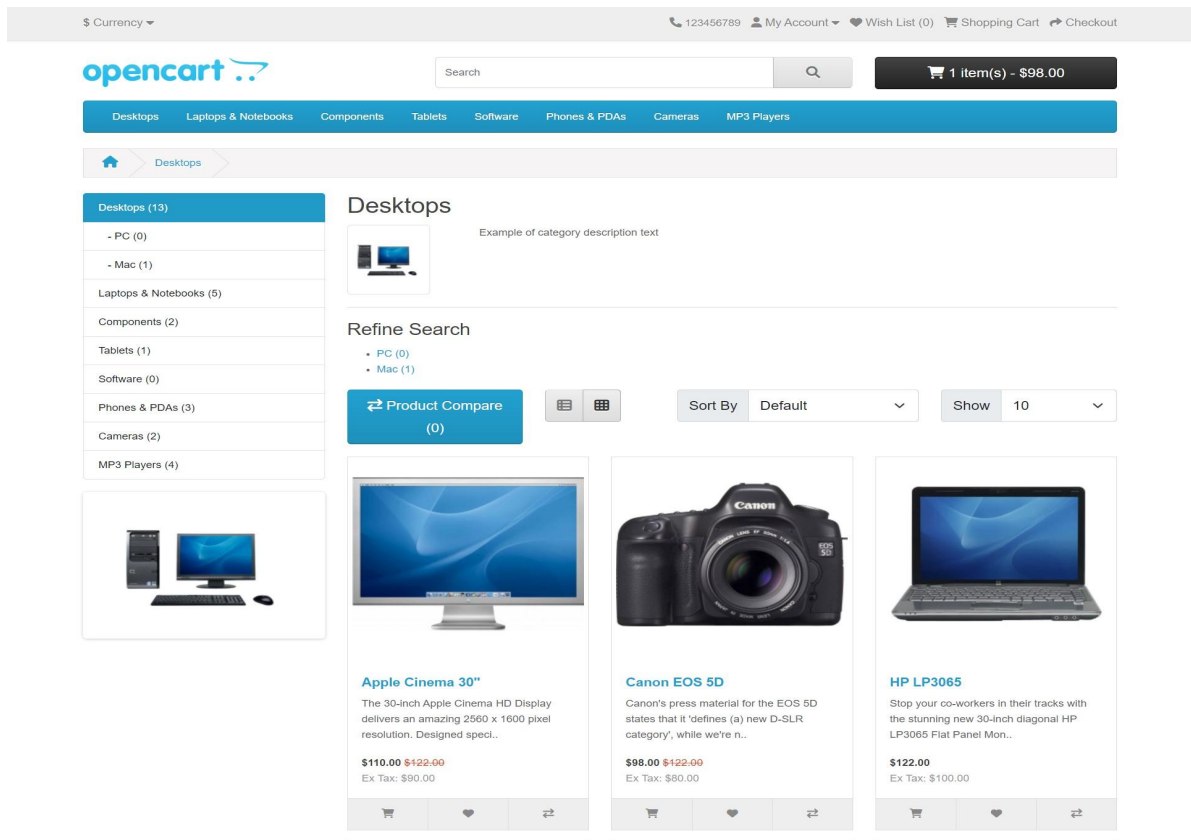 $ Currency
123456789 My Account Wish List (0) Shopping Cart Checkout
opencart
Search
1 item(s) - $98.00
Desktops Laptops & Notebooks Components Tablets Software Phones & PDAs Cameras MP3 Players
Desktops
Desktops (13)
- PC (0)
- Mac (1)
Laptops & Notebooks (5)
Components (2)
Tablets (1)
Software (0)
Phones & PDAs (3)
Cameras (2)
MP3 Players (4)
Desktops
Example of category description text
Refine Search
PC (0)
Mac (1)
Product Compare
(0)
Sort By Default
Show 10
Canon
EOS
5D
Apple Cinema 30"
The 30-inch Apple Cinema HD Display
delivers an amazing 2560 x 1600 pixel
resolution. Designed speci..
$110.00 $122.00
Ex Tax: $90.00
Canon EOS 5D
Canon's press material for the EOS 5D
states that it 'defines (a) new D-SLR
category', while we're n..
$98.00 $122.00
Ex Tax: $80.00
HP LP3065
Stop your co-workers in their tracks with
the stunning new 30-inch diagonal HP
LP3065 Flat Panel Mon..
$122.00
Ex Tax: $100.00